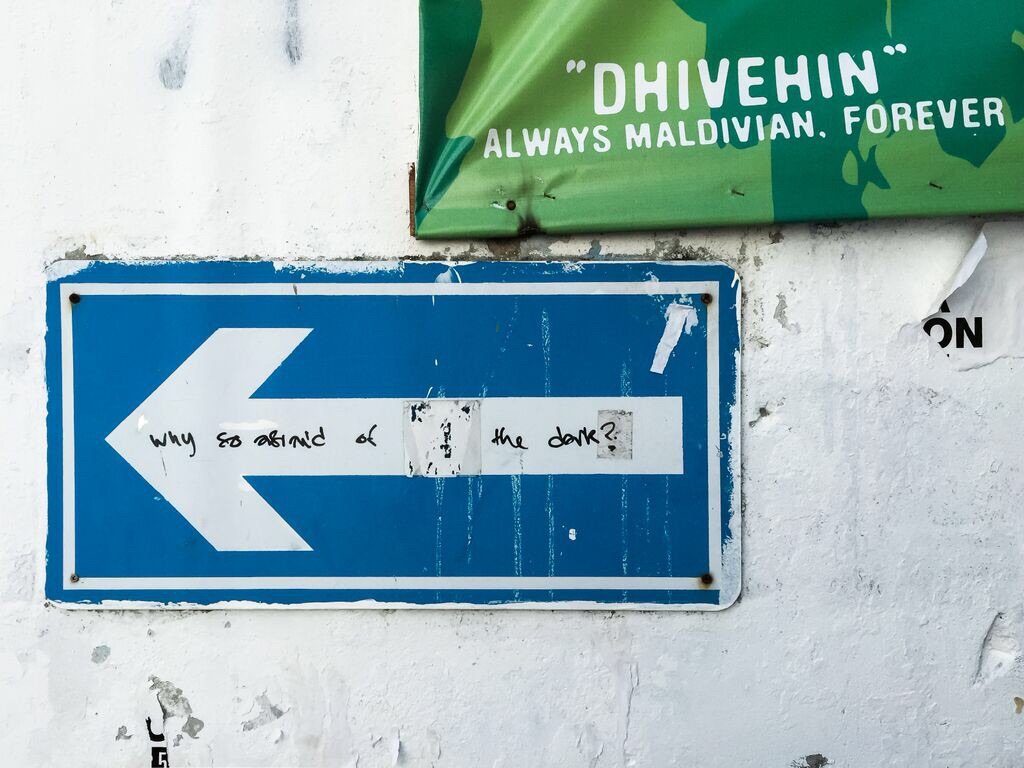 "DHIVEHIN"
ALWAYS MALDIVIAN. FOREVER
ON
why so afraid of the dark?